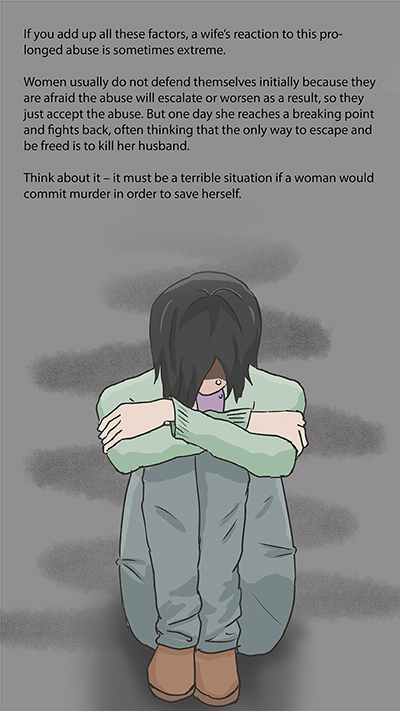 If you add up all these factors, a wife's reaction to this pro-
longed abuse is sometimes extreme.
Women usually do not defend themselves initially because they
are afraid the abuse will escalate or worsen as a result, so they
just accept the abuse. But one day she reaches a breaking point
and fights back, often thinking that the only way to escape and
be freed is to kill her husband.
Think about it – it must be a terrible situation if a woman would
commit murder in order to save herself.